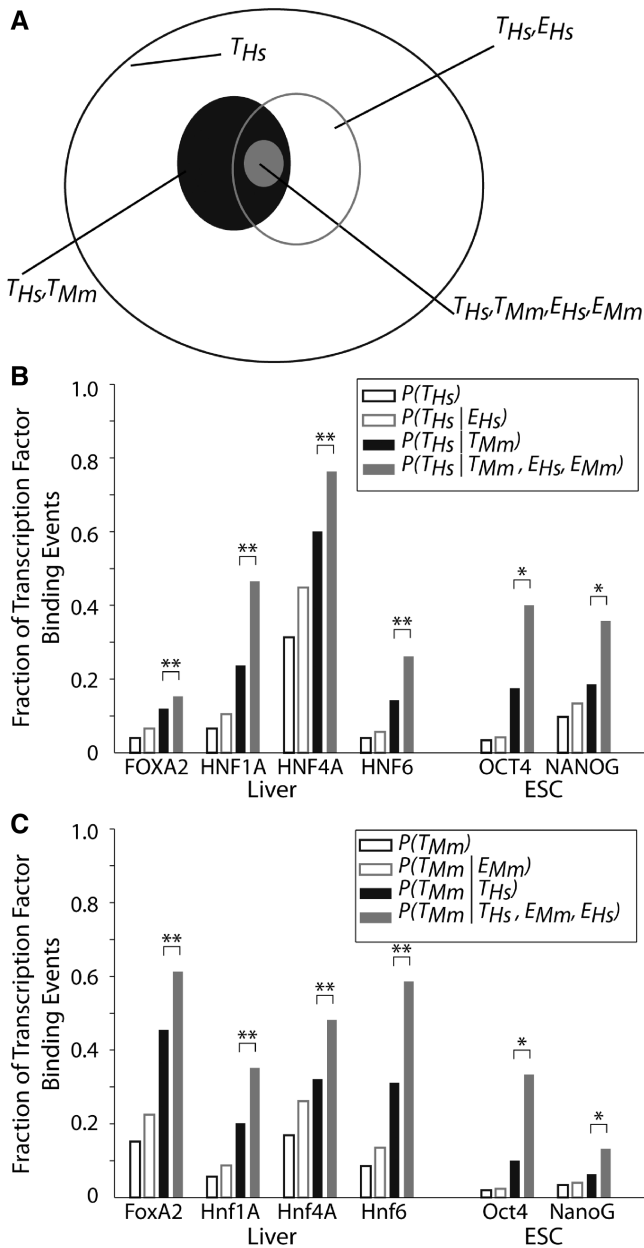 A
T_Hs
T_Hs,E_Hs
T_Hs,T_Mm
T_Hs,T_Mm,E_Hs,E_Mm
B
Fraction of Transcription Factor
Binding Events
1.0
0.8
0.6
0.4
0.2
0
P(T_Hs)
P(T_Hs | E_Hs)
P(T_Hs | T_Mm)
P(T_Hs | T_Mm , E_Hs, E_Mm)
** ** ** ** * *
FOXA2 HNF1A HNF4A HNF6 OCT4 NANOG
Liver ESC
C
Fraction of Transcription Factor
Binding Events
1.0
0.8
0.6
0.4
0.2
0
P(T_Mm)
P(T_Mm | E_Mm)
P(T_Mm | T_Hs)
P(T_Mm | T_Hs , E_Mm, E_Hs)
** ** ** ** * *
FoxA2 Hnf1A Hnf4A Hnf6 Oct4 NanoG
Liver ESC